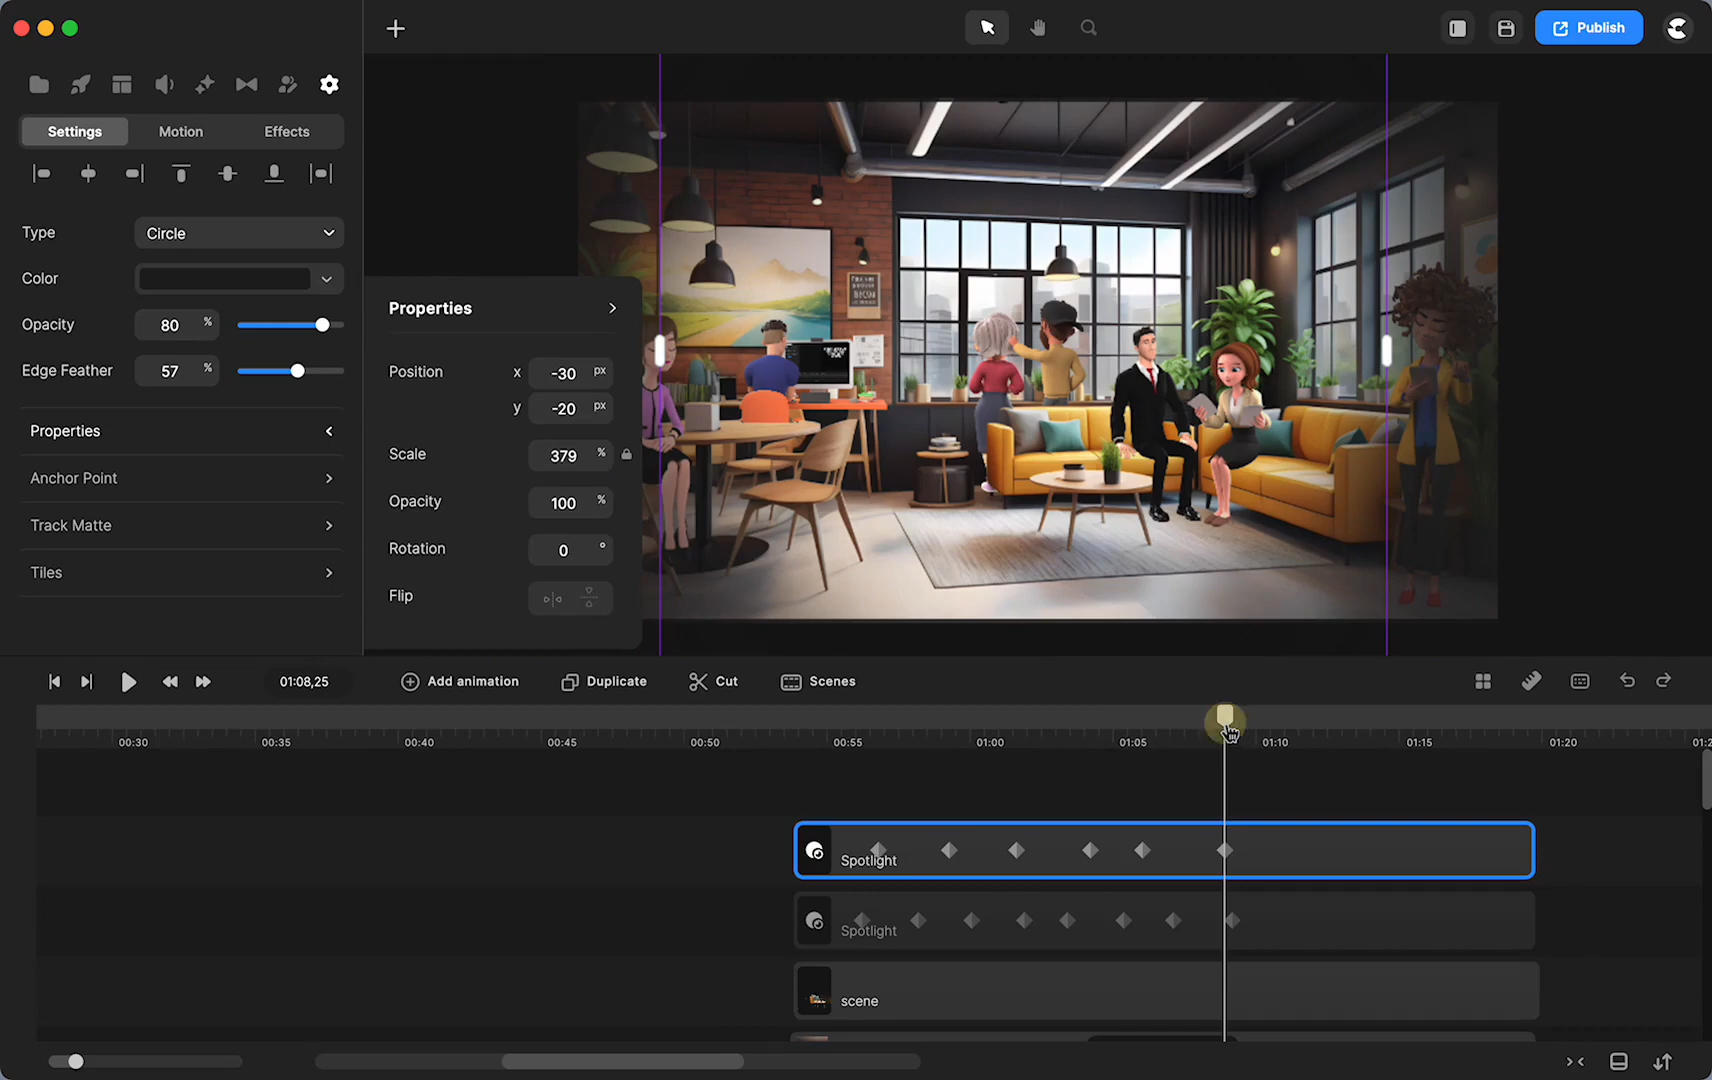 Publish
Settings Motion Effects
Type Circle
Color
Opacity 80 %
Edge Feather 57 %
Properties
Anchor Point
Track Matte
Tiles
Properties
Position x -30 px
y -20 px
Scale 379 %
Opacity 100 %
Rotation 0 °
Flip
01:08,25 Add animation Duplicate Cut Scenes
00:30 00:35 00:40 00:45 00:50 00:55 01:00 01:05 01:10 01:15 01:20
Spotlight
Spotlight
scene